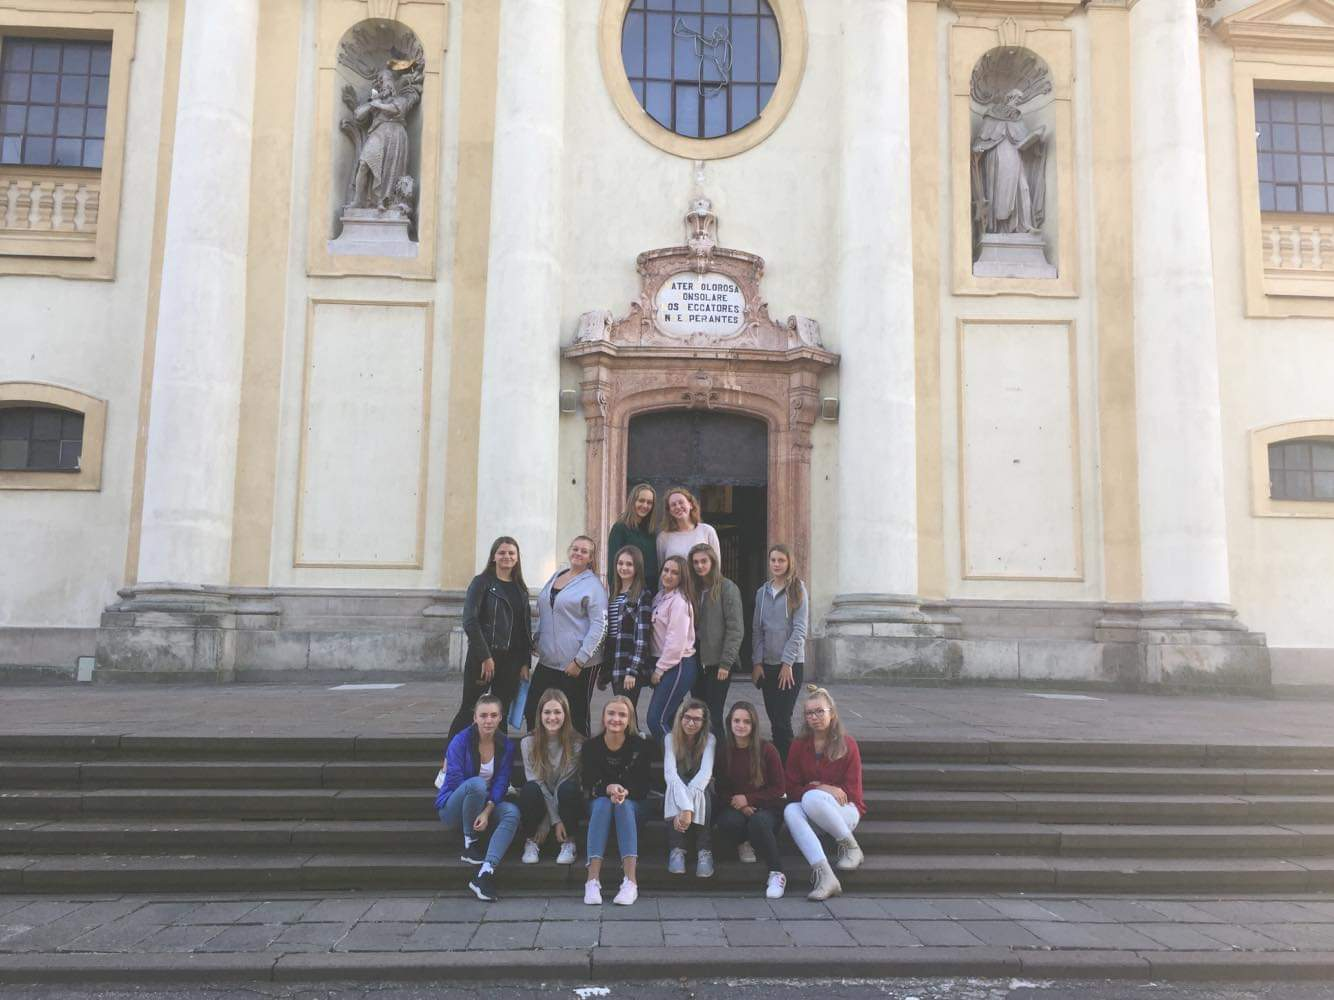 ATER OLOROSA
ONSOLARE
OS ECCATORES
N E PERANTES